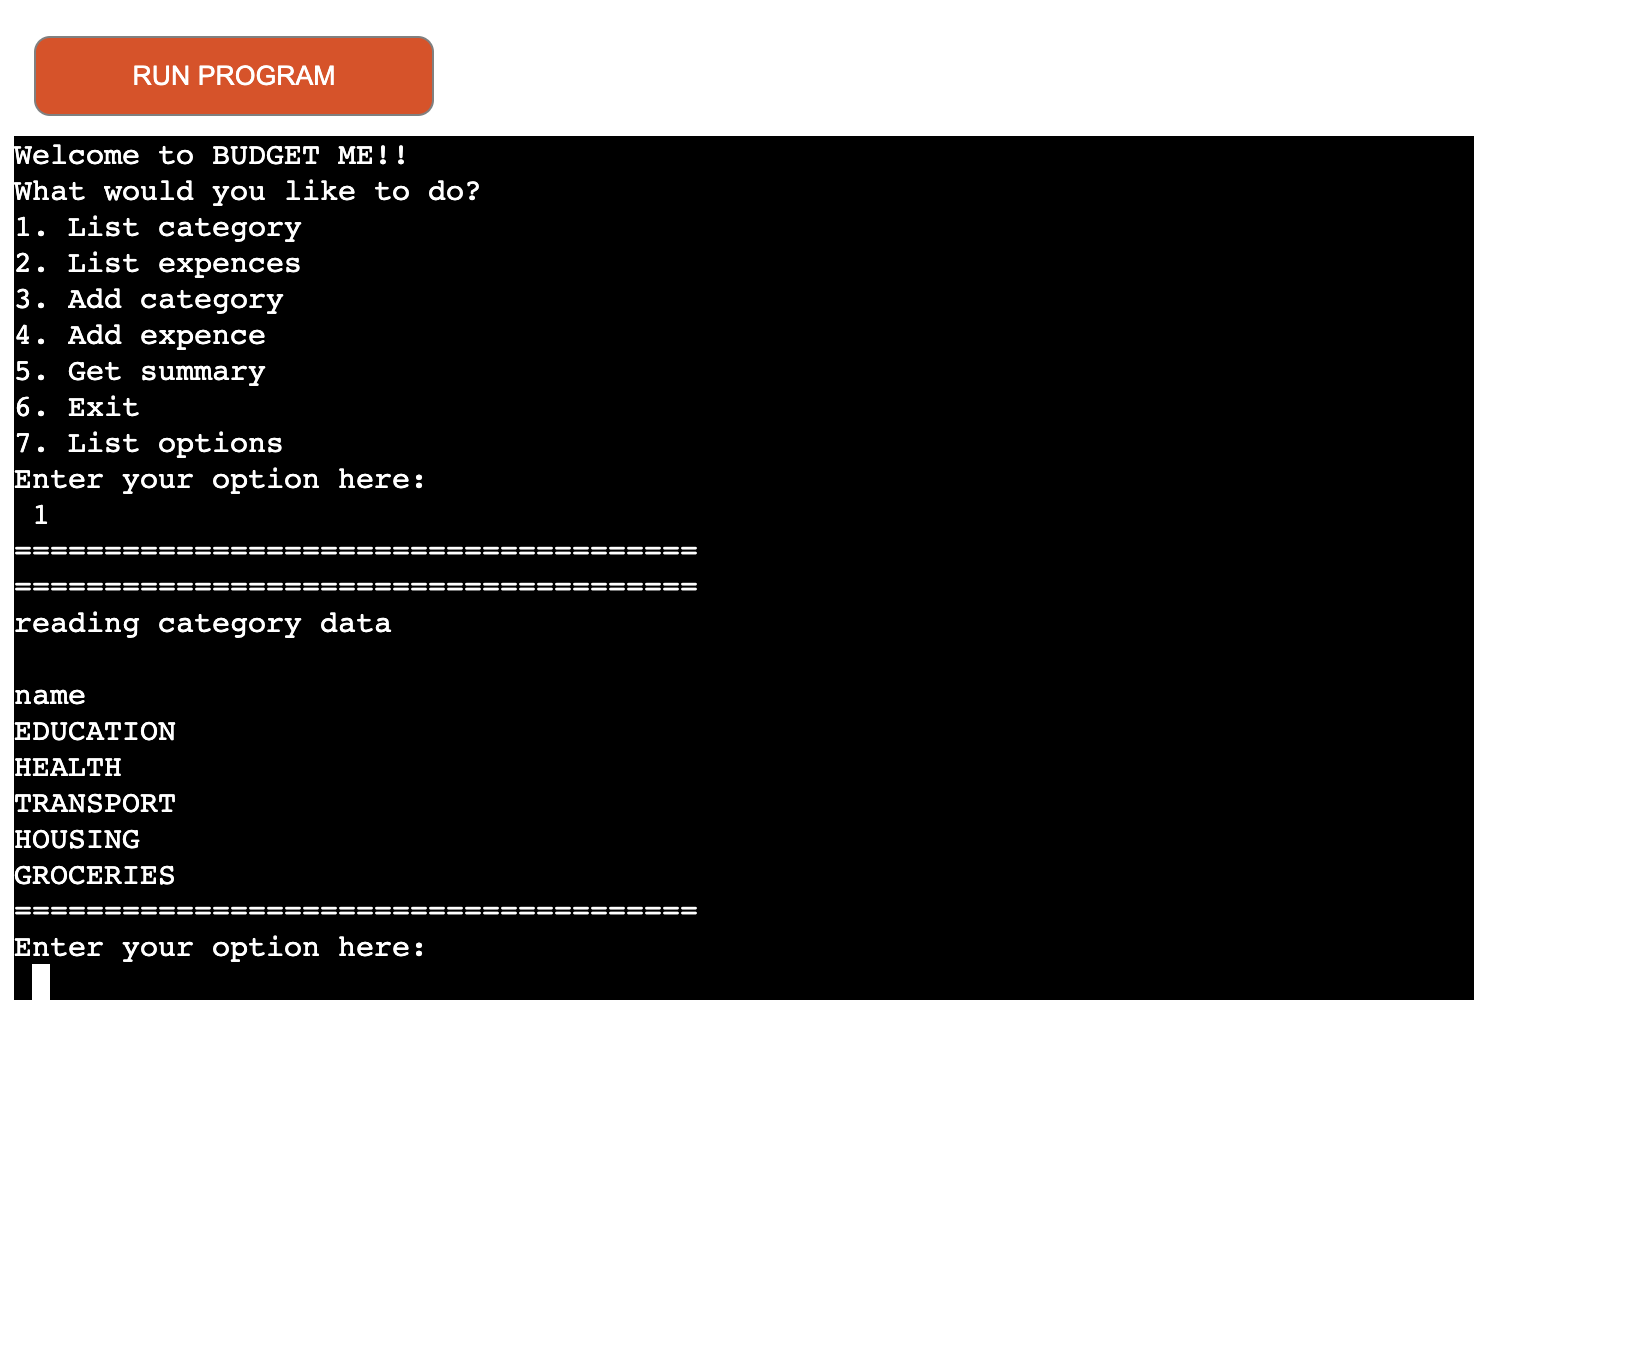 RUN PROGRAM
Welcome to BUDGET ME!!
What would you like to do?
1. List category
2. List expences
3. Add category
4. Add expence
5. Get summary
6. Exit
7. List options
Enter your option here:
1
======================================
======================================
reading category data
name
EDUCATION
HEALTH
TRANSPORT
HOUSING
GROCERIES
======================================
Enter your option here: